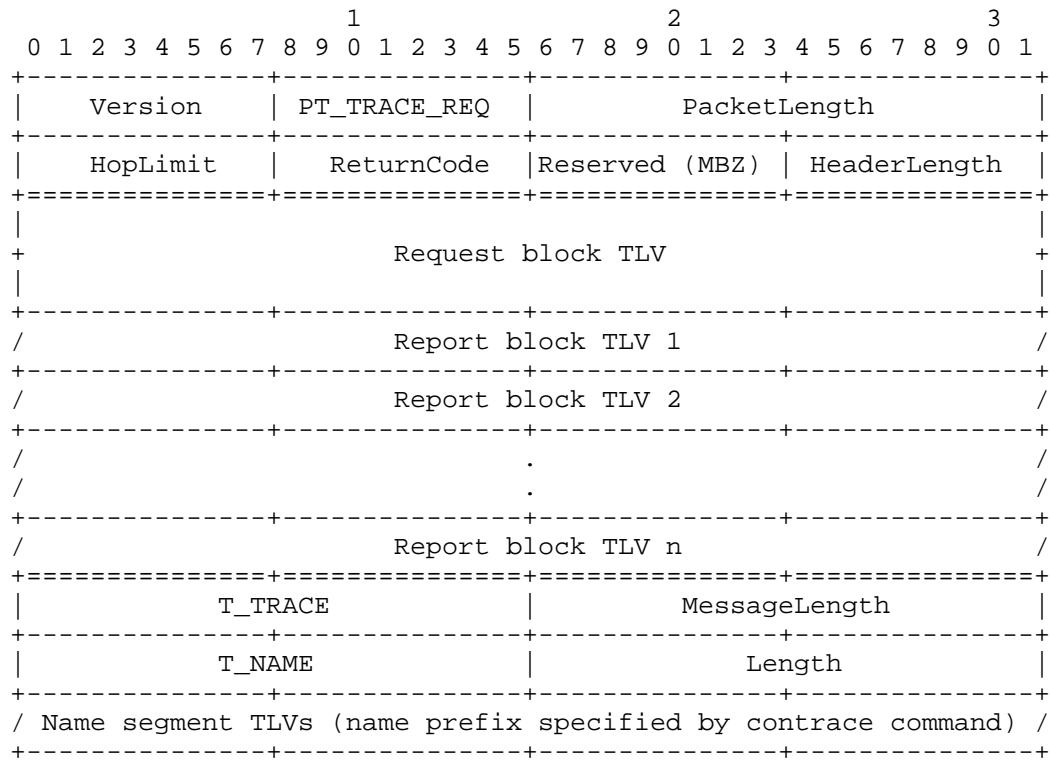 1                   2                   3
 0 1 2 3 4 5 6 7 8 9 0 1 2 3 4 5 6 7 8 9 0 1 2 3 4 5 6 7 8 9 0 1
+---------------+---------------+---------------+---------------+
|    Version    | PT_TRACE_REQ  |         PacketLength          |
+---------------+---------------+---------------+---------------+
|    HopLimit   |   ReturnCode  |Reserved (MBZ) | HeaderLength  |
+===============+===============+===============+===============+
|                                                               |
+                       Request block TLV                       +
|                                                               |
+---------------+---------------+---------------+---------------+
/                       Report block TLV 1                      /
+---------------+---------------+---------------+---------------+
/                       Report block TLV 2                      /
+---------------+---------------+---------------+---------------+
/                               .                               /
/                               .                               /
+---------------+---------------+---------------+---------------+
/                       Report block TLV n                      /
+===============+===============+===============+===============+
|            T_TRACE            |         MessageLength         |
+---------------+---------------+---------------+---------------+
|            T_NAME             |             Length            |
+---------------+---------------+---------------+---------------+
/ Name segment TLVs (name prefix specified by contrace command) /
+---------------+---------------+---------------+---------------+